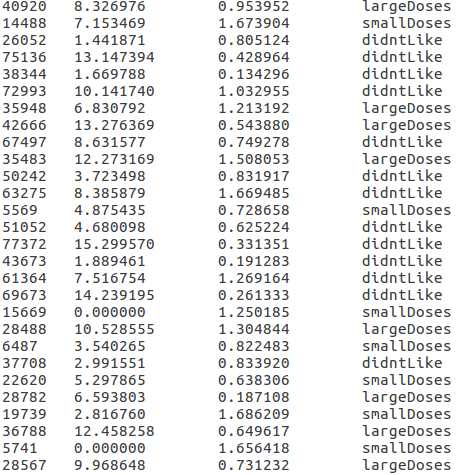 40920 8.326976 0.953952 largeDoses
14488 7.153469 1.673904 smallDoses
26052 1.441871 0.805124 didntLike
75136 13.147394 0.428964 didntLike
38344 1.669788 0.134296 didntLike
72993 10.141740 1.032955 didntLike
35948 6.830792 1.213192 largeDoses
42666 13.276369 0.543880 largeDoses
67497 8.631577 0.749278 didntLike
35483 12.273169 1.508053 largeDoses
50242 3.723498 0.831917 didntLike
63275 8.385879 1.669485 didntLike
5569 4.875435 0.728658 smallDoses
51052 4.680098 0.625224 didntLike
77372 15.299570 0.331351 didntLike
43673 1.889461 0.191283 didntLike
61364 7.516754 1.269164 didntLike
69673 14.239195 0.261333 didntLike
15669 0.000000 1.250185 smallDoses
28488 10.528555 1.304844 largeDoses
6487 3.540265 0.822483 smallDoses
37708 2.991551 0.833920 didntLike
22620 5.297865 0.638306 smallDoses
28782 6.593803 0.187108 largeDoses
19739 2.816760 1.686209 smallDoses
36788 12.458258 0.649617 largeDoses
5741 0.000000 1.656418 smallDoses
28567 9.968648 0.731232 largeDoses